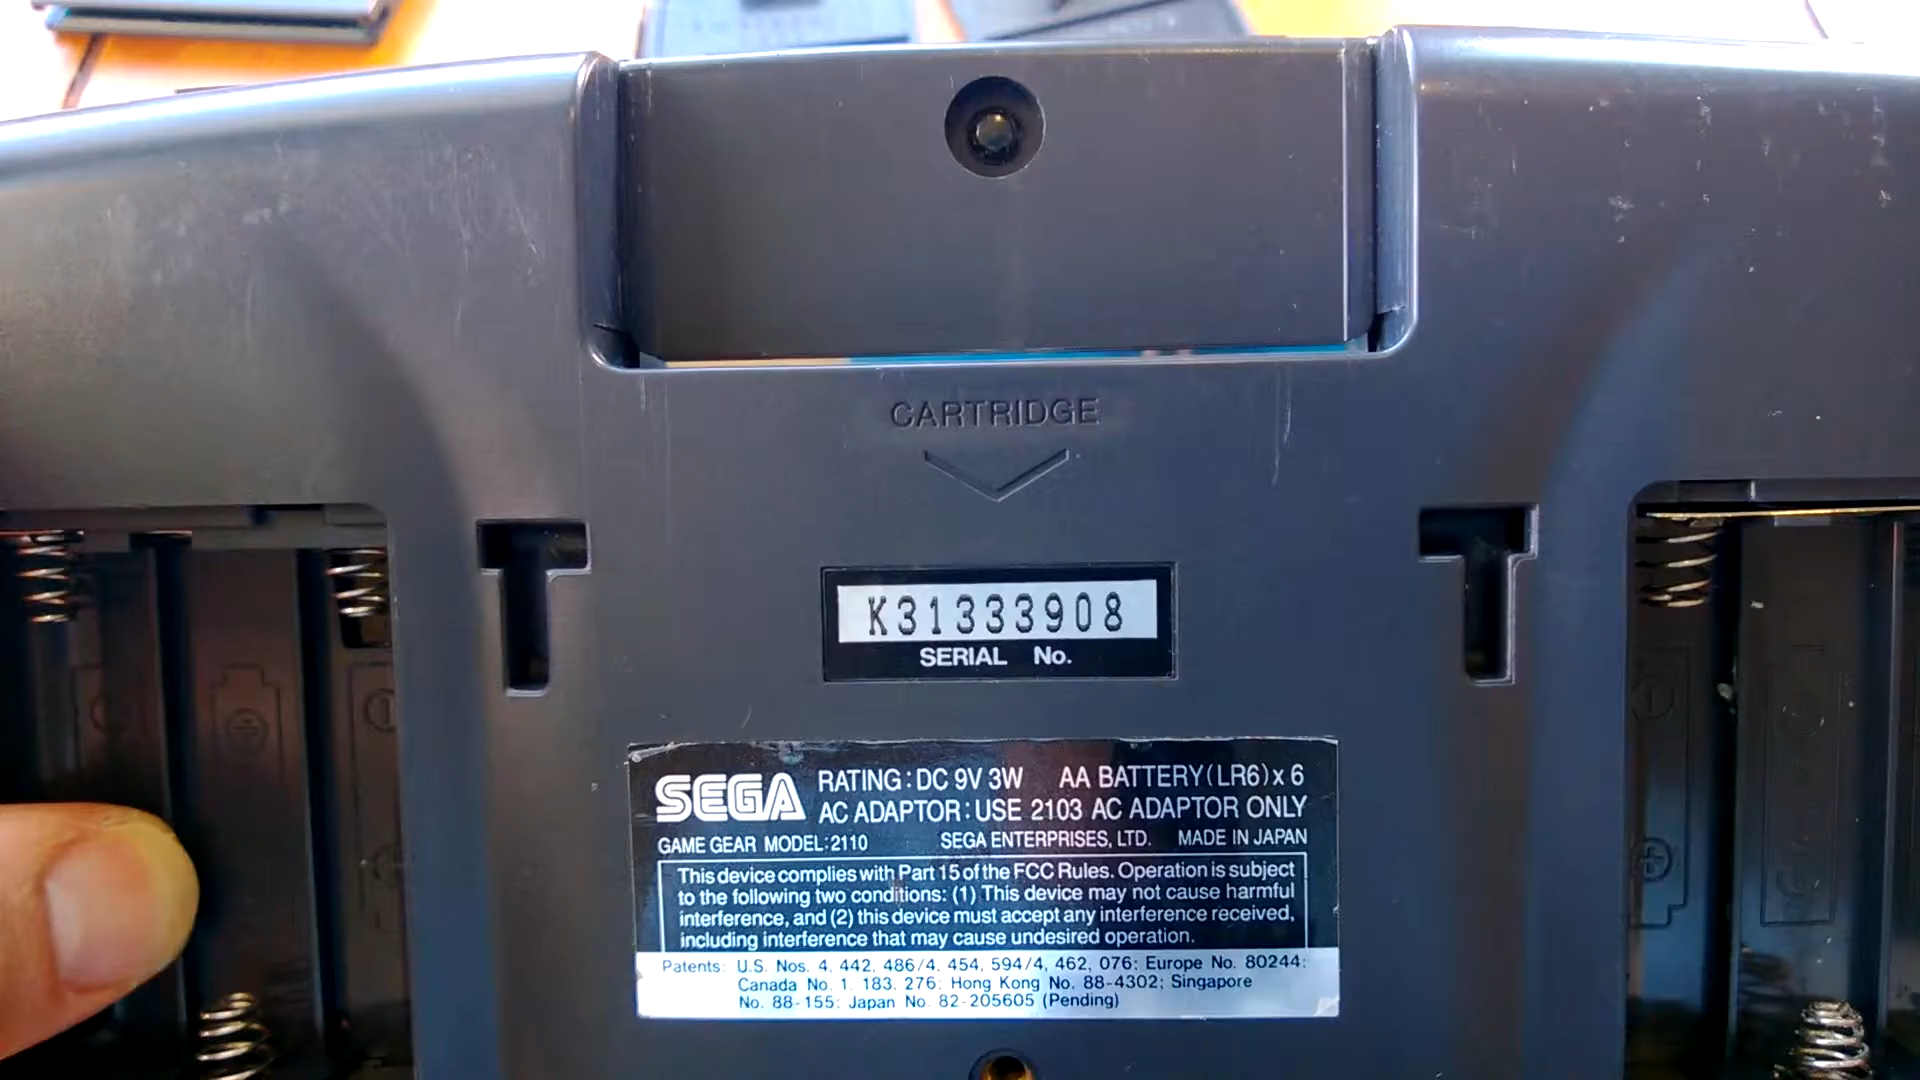 CARTRIDGE
K31333908
SERIAL No.
SEGA RATING: DC 9V 3W AA BATTERY(LR6)x 6
AC ADAPTOR: USE 2103 AC ADAPTOR ONLY
GAME GEAR MODEL:2110 SEGA ENTERPRISES, LTD. MADE IN JAPAN
This device complies with Part 15 of the FCC Rules. Operation is subject
to the following two conditions: (1) This device may not cause harmful
interference, and (2) this device must accept any interference received,
including interference that may cause undesired operation.
Patents: U.S. Nos. 4, 442, 486/4, 454, 594/4, 462, 076; Europe No. 80244;
Canada No. 1, 183, 276; Hong Kong No. 88-4302; Singapore
No. 88-155; Japan No. 82-205605 (Pending)